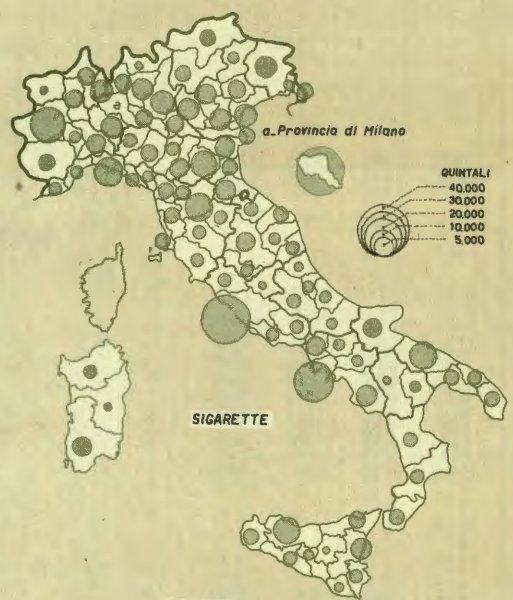 a_Provincia di Milano
QUINTALI
40.000
30.000
20.000
10.000
5.000
a
SIGARETTE